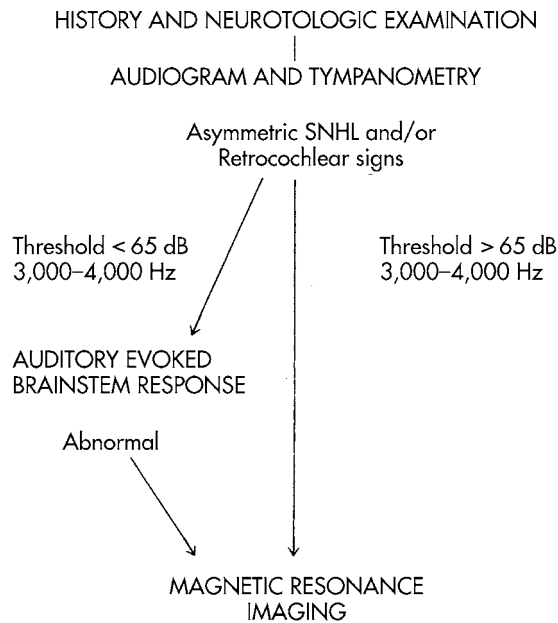 HISTORY AND NEUROTOLOGIC EXAMINATION
AUDIOGRAM AND TYMPANOMETRY
Asymmetric SNHL and/or
Retrocochlear signs
Threshold < 65 dB
3,000–4,000 Hz
Threshold > 65 dB
3,000–4,000 Hz
AUDITORY EVOKED
BRAINSTEM RESPONSE
Abnormal
MAGNETIC RESONANCE
IMAGING